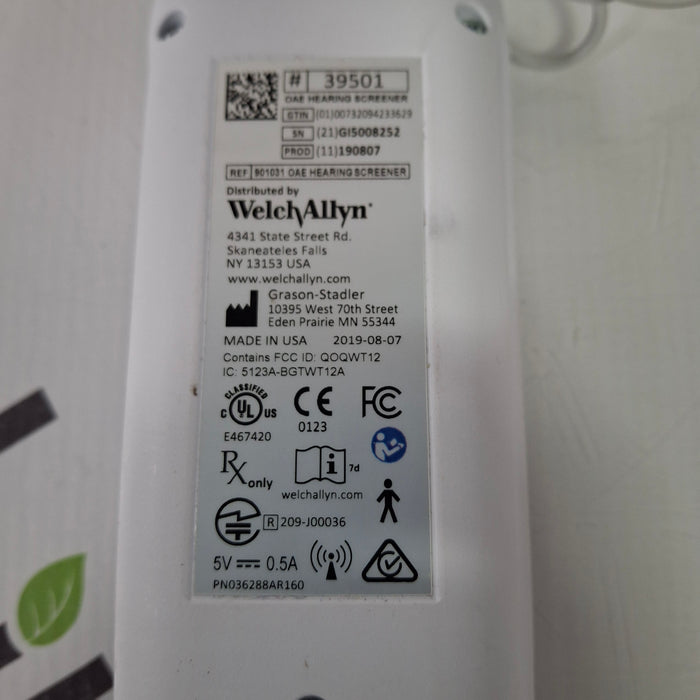 # 39501
OAE HEARING SCREENER
GTIN (01)00732094233629
SN (21)GI5008252
PROD (11)190807
REF 901031 OAE HEARING SCREENER
Distributed by
WelchAllyn®
4341 State Street Rd.
Skaneateles Falls
NY 13153 USA
www.welchallyn.com
Grason-Stadler
10395 West 70th Street
Eden Prairie MN 55344
MADE IN USA 2019-08-07
Contains FCC ID: QOQWT12
IC: 5123A-BGTWT12A
CLASSIFIED
C UL US
CE
FC
E467420
0123
Rx only
i 7d
welchallyn.com
R 209-J00036
5V 0.5A
PN036288AR160